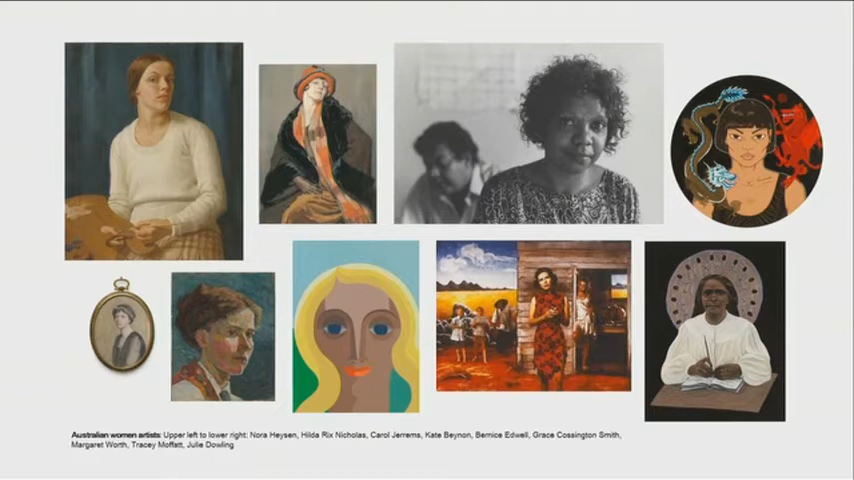 Australian women artists: Upper left to lower right: Nora Heysen, Hilda Rix Nicholas, Carol Jerrems, Kate Beynon, Bernice Edwell, Grace Cossington Smith,
Margaret Worth, Tracey Moffatt, Julie Dowling